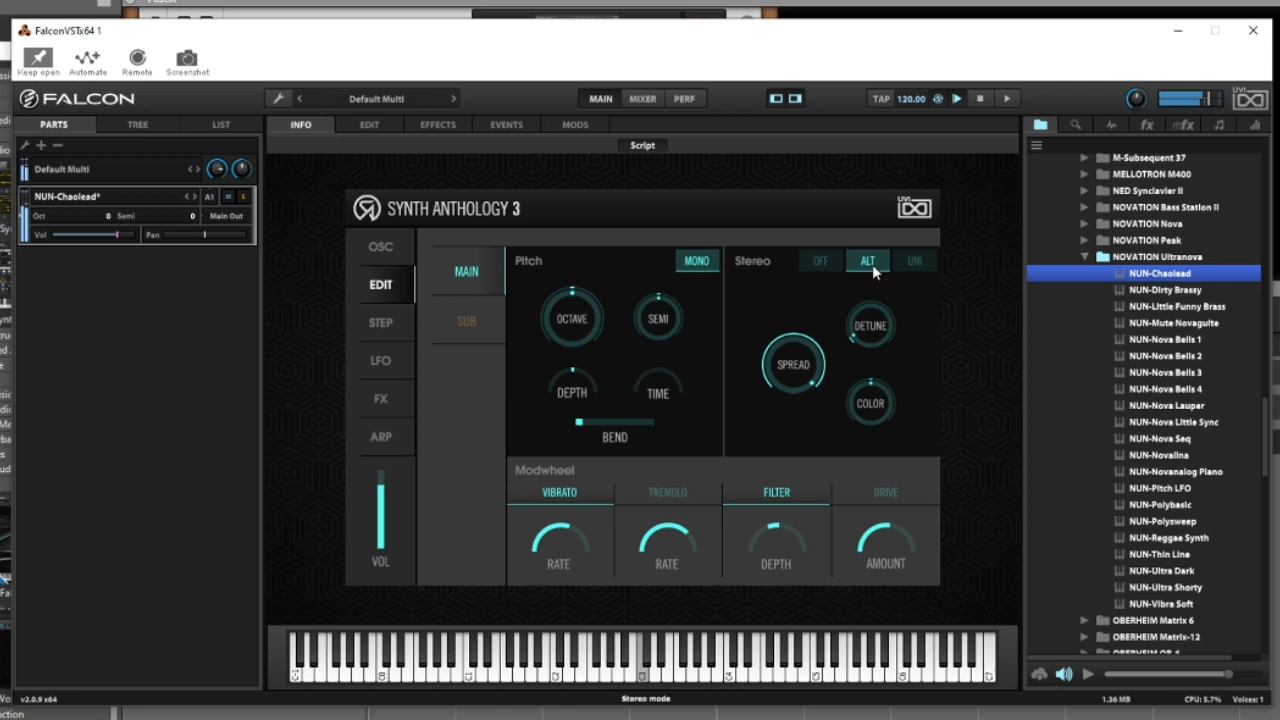 Rack
FalconVSTx64 1
Keep open Automate Remote Screenshot
FALCON
Default Multi
MAIN MIXER PERF
TAP 120.00
UVI
PARTS TREE LIST
INFO EDIT EFFECTS EVENTS MODS
fx mfx
Script
Default Multi
NUN-Chaolead* A1 M S
Oct 0 Semi 0 Main Out
Vol Pan
SYNTH ANTHOLOGY 3
UVI
OSC
EDIT
STEP
LFO
FX
ARP
VOL
MAIN
SUB
Pitch MONO
OCTAVE SEMI
DEPTH TIME
BEND
Stereo OFF ALT UNI
SPREAD
DETUNE
COLOR
Modwheel
VIBRATO TREMOLO FILTER DRIVE
RATE RATE DEPTH AMOUNT
M-Subsequent 37
MELLOTRON M400
NED Synclavier II
NOVATION Bass Station II
NOVATION Nova
NOVATION Peak
NOVATION Ultranova
NUN-Chaolead
NUN-Dirty Brassy
NUN-Little Funny Brass
NUN-Mute Novaguite
NUN-Nova Bells 1
NUN-Nova Bells 2
NUN-Nova Bells 3
NUN-Nova Bells 4
NUN-Nova Lauper
NUN-Nova Little Sync
NUN-Nova Seq
NUN-Novalina
NUN-Novanalog Piano
NUN-Pitch LFO
NUN-Polybasic
NUN-Polysweep
NUN-Reggae Synth
NUN-Thin Line
NUN-Ultra Dark
NUN-Ultra Shorty
NUN-Vibra Soft
OBERHEIM Matrix 6
OBERHEIM Matrix-12
OBERHEIM OB-6
v2.0.9 x64
Stereo mode
1.36 MB CPU: 5.7% Voices: 1